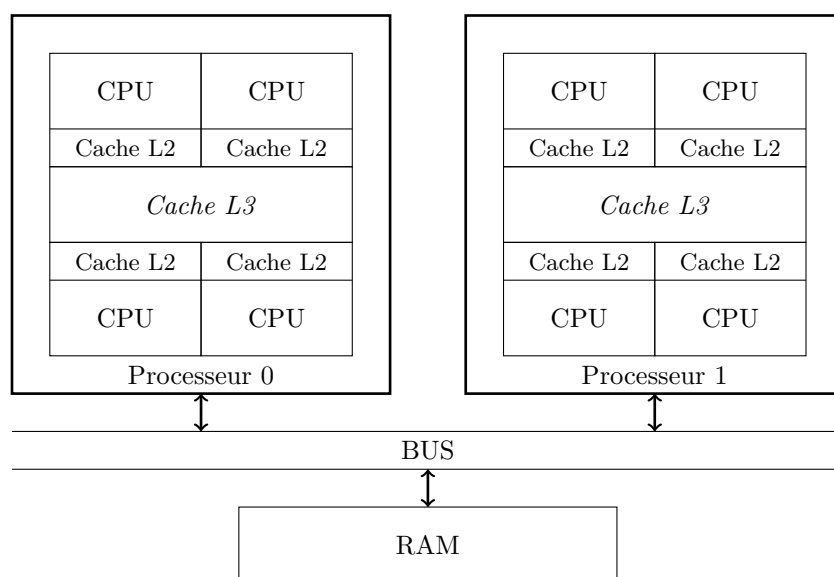 CPU CPU
Cache L2 Cache L2
Cache L3
Cache L2 Cache L2
CPU CPU
Processeur 0
CPU CPU
Cache L2 Cache L2
Cache L3
Cache L2 Cache L2
CPU CPU
Processeur 1
BUS
RAM